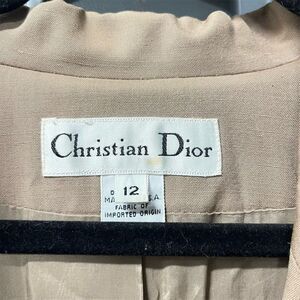 Christian Dior
12
FABRIC OF
IMPORTED ORIGIN